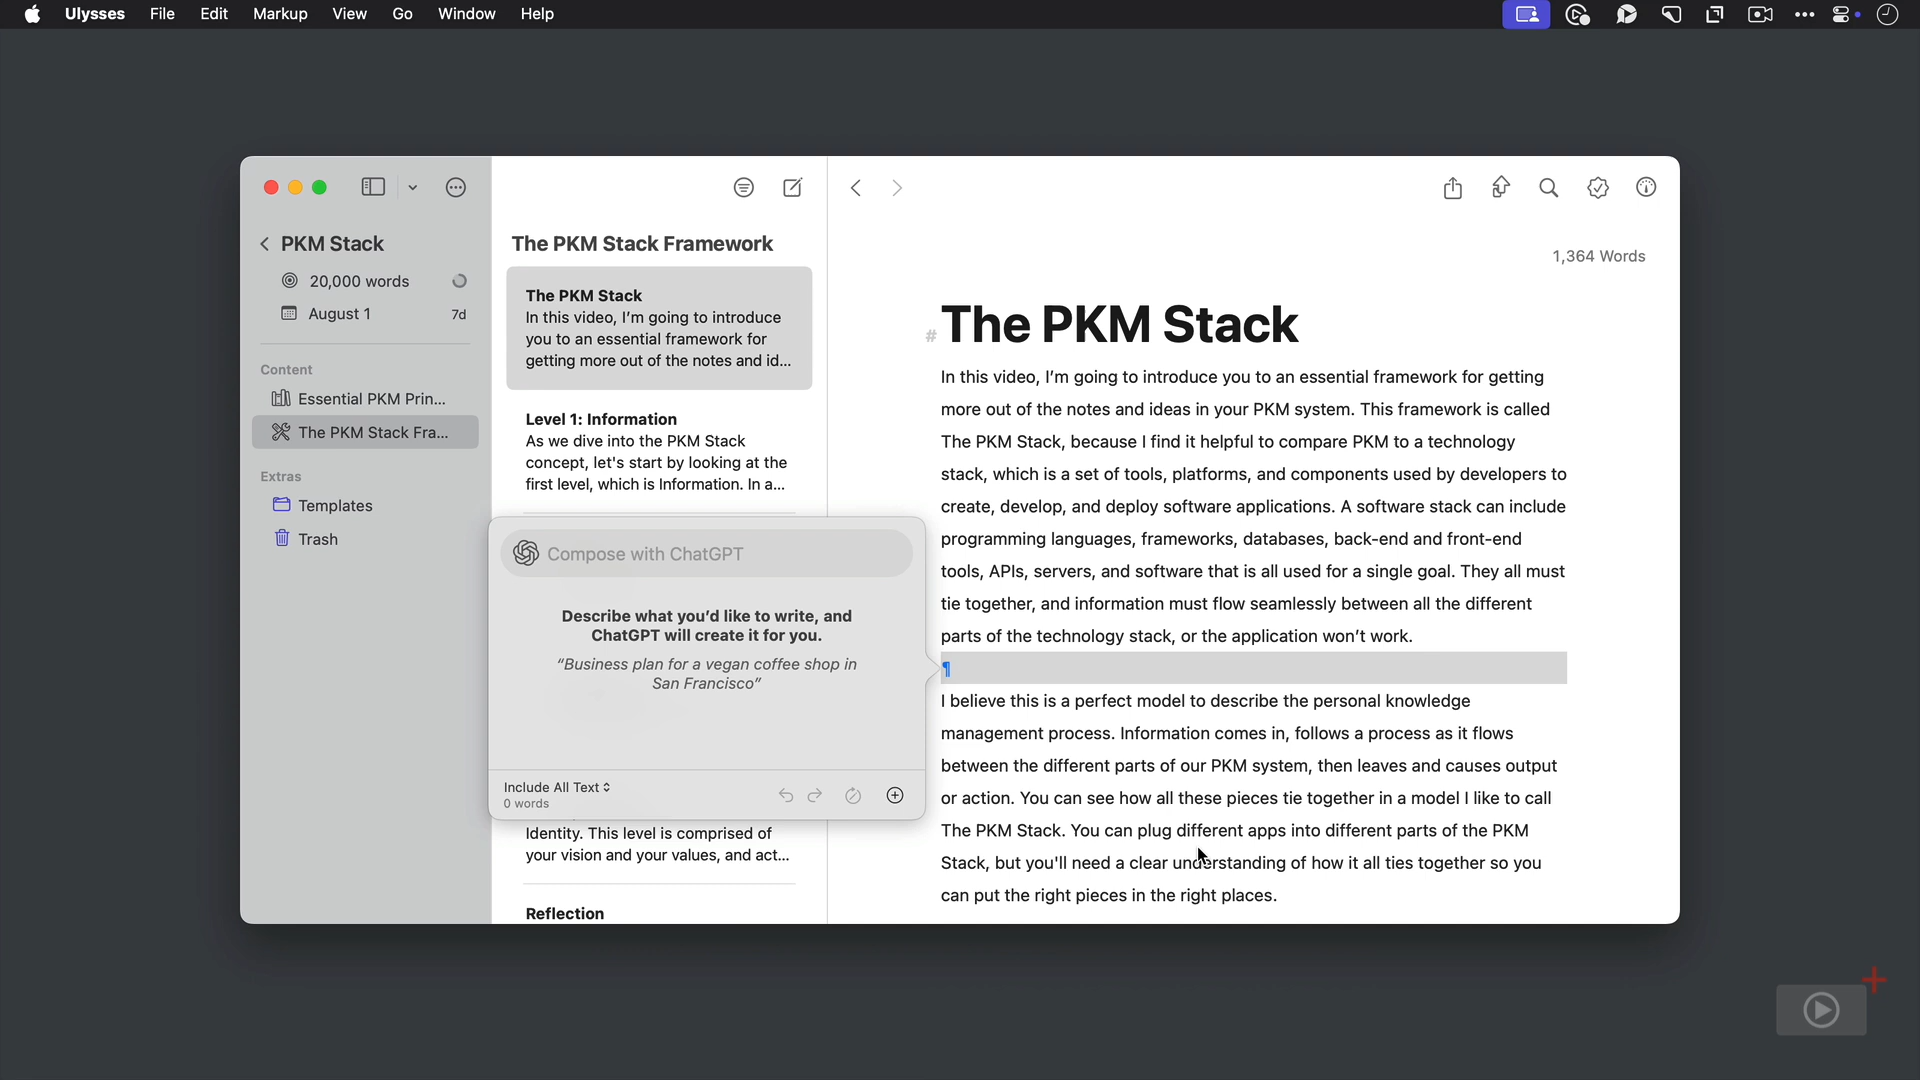 Ulysses File Edit Markup View Go Window Help
PKM Stack
20,000 words
August 1 7d
Content
Essential PKM Prin...
The PKM Stack Fra...
Extras
Templates
Trash
The PKM Stack Framework
The PKM Stack
In this video, I’m going to introduce
you to an essential framework for
getting more out of the notes and id...
Level 1: Information
As we dive into the PKM Stack
concept, let's start by looking at the
first level, which is Information. In a...
Compose with ChatGPT
Describe what you’d like to write, and
ChatGPT will create it for you.
“Business plan for a vegan coffee shop in
San Francisco”
Include All Text
0 words
Identity. This level is comprised of
your vision and your values, and act...
Reflection
1,364 Words
# The PKM Stack
In this video, I’m going to introduce you to an essential framework for getting
more out of the notes and ideas in your PKM system. This framework is called
The PKM Stack, because I find it helpful to compare PKM to a technology
stack, which is a set of tools, platforms, and components used by developers to
create, develop, and deploy software applications. A software stack can include
programming languages, frameworks, databases, back-end and front-end
tools, APIs, servers, and software that is all used for a single goal. They all must
tie together, and information must flow seamlessly between all the different
parts of the technology stack, or the application won’t work.
¶
I believe this is a perfect model to describe the personal knowledge
management process. Information comes in, follows a process as it flows
between the different parts of our PKM system, then leaves and causes output
or action. You can see how all these pieces tie together in a model I like to call
The PKM Stack. You can plug different apps into different parts of the PKM
Stack, but you'll need a clear understanding of how it all ties together so you
can put the right pieces in the right places.